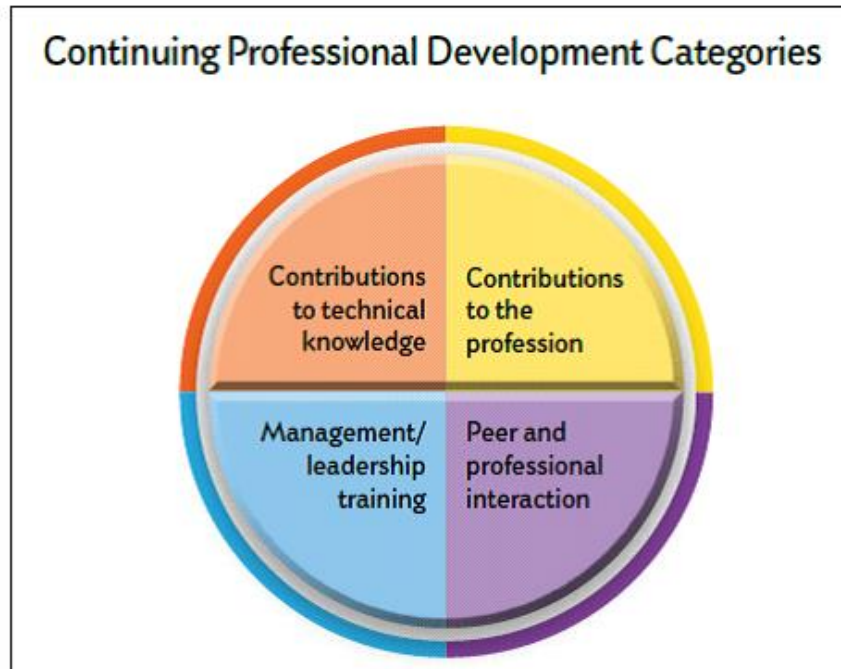 Continuing Professional Development Categories
Contributions
to technical
knowledge
Contributions
to the
profession
Management/
leadership
training
Peer and
professional
interaction